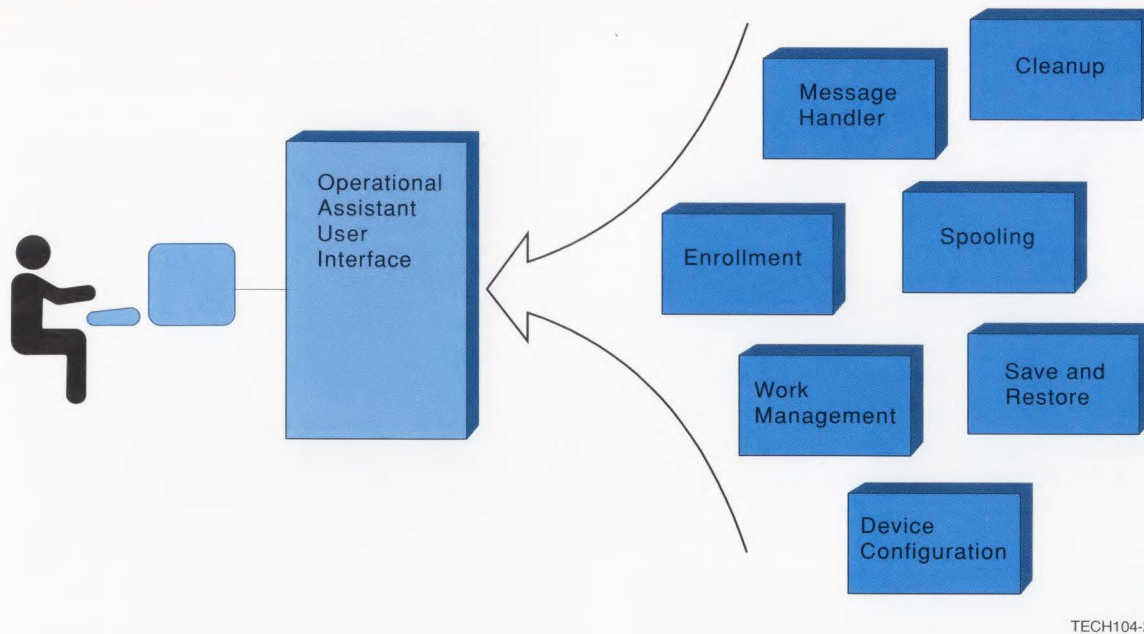 Operational
Assistant
User
Interface
Message
Handler
Cleanup
Enrollment
Spooling
Work
Management
Save and
Restore
Device
Configuration